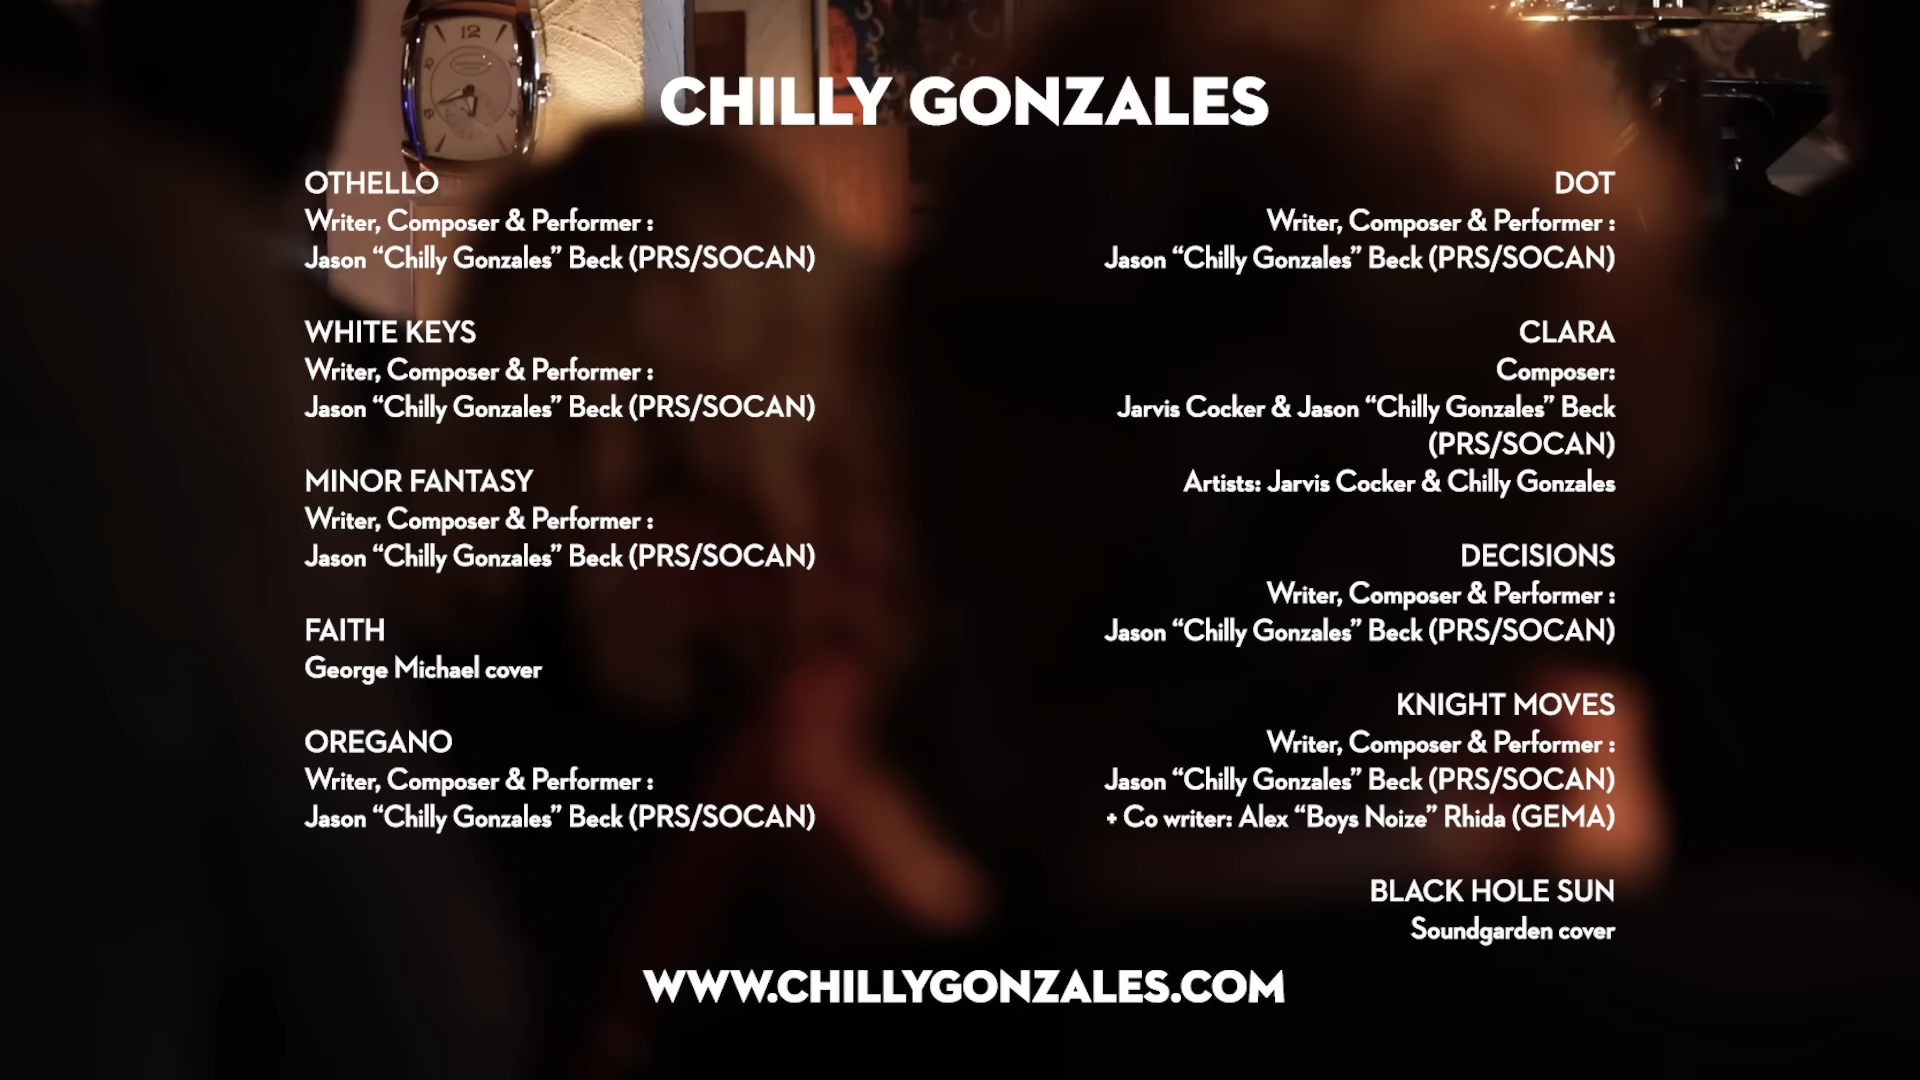 CHILLY GONZALES
OTHELLO
Writer, Composer & Performer :
Jason “Chilly Gonzales” Beck (PRS/SOCAN)
WHITE KEYS
Writer, Composer & Performer :
Jason “Chilly Gonzales” Beck (PRS/SOCAN)
MINOR FANTASY
Writer, Composer & Performer :
Jason “Chilly Gonzales” Beck (PRS/SOCAN)
FAITH
George Michael cover
OREGANO
Writer, Composer & Performer :
Jason “Chilly Gonzales” Beck (PRS/SOCAN)
DOT
Writer, Composer & Performer :
Jason “Chilly Gonzales” Beck (PRS/SOCAN)
CLARA
Composer:
Jarvis Cocker & Jason “Chilly Gonzales” Beck
(PRS/SOCAN)
Artists: Jarvis Cocker & Chilly Gonzales
DECISIONS
Writer, Composer & Performer :
Jason “Chilly Gonzales” Beck (PRS/SOCAN)
KNIGHT MOVES
Writer, Composer & Performer :
Jason “Chilly Gonzales” Beck (PRS/SOCAN)
+ Co writer: Alex “Boys Noize” Rhida (GEMA)
BLACK HOLE SUN
Soundgarden cover
WWW.CHILLYGONZALES.COM
12